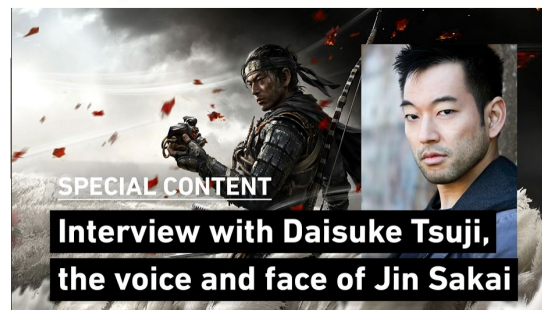 SPECIAL CONTENT
Interview with Daisuke Tsuji,
the voice and face of Jin Sakai